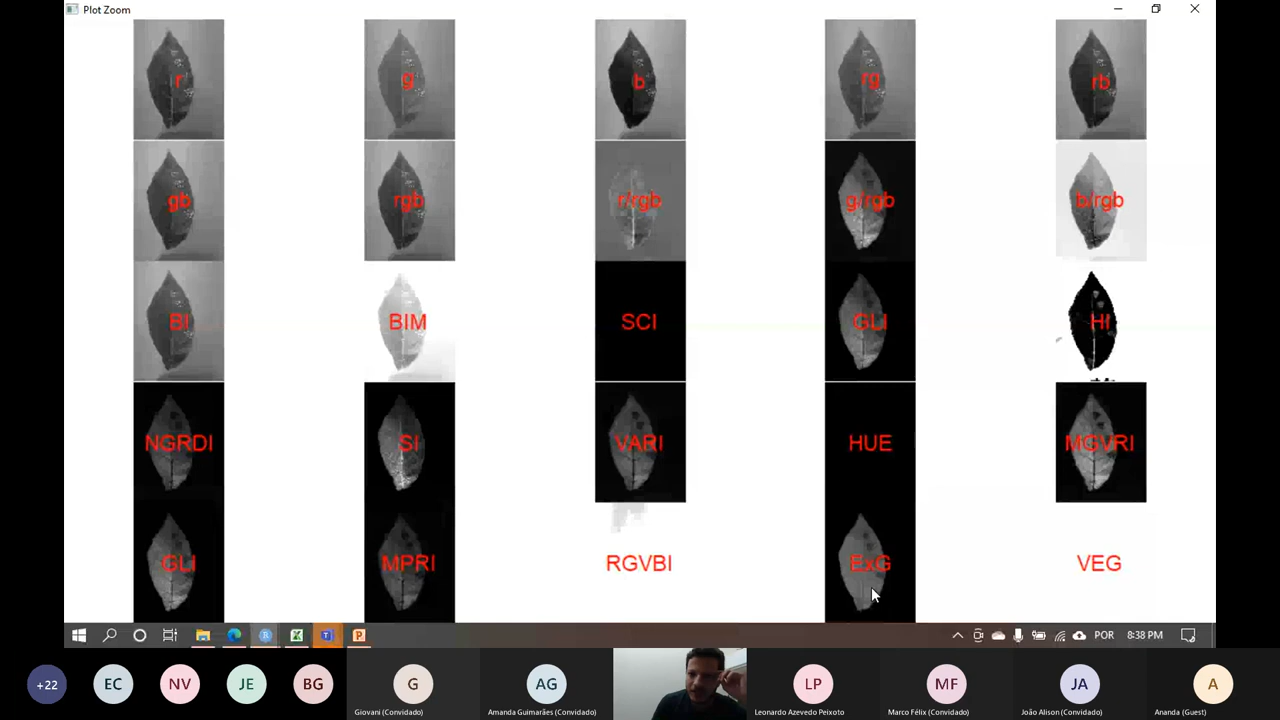 Plot Zoom
r
g
b
rg
rb
gb
rgb
r/rgb
g/rgb
b/rgb
BI
BIM
SCI
GLI
HI
NGRDI
SI
VARI
HUE
MGVRI
GLI
MPRI
RGVBI
ExG
VEG
POR
8:38 PM
+22
EC
NV
JE
BG
G
AG
LP
MF
JA
A
Giovani (Convidado)
Amanda Guimarães (Convidado)
Leonardo Azevedo Peixoto
Marco Félix (Convidado)
João Alison (Convidado)
Ananda (Guest)